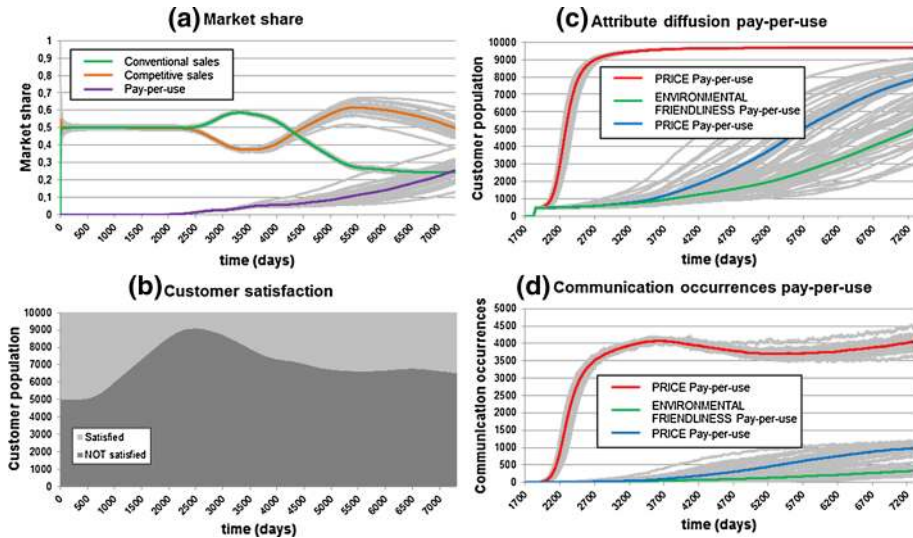 (a) Market share
Market share
1
0,9
0,8
0,7
0,6
0,5
0,4
0,3
0,2
0,1
0
Conventional sales
Competitive sales
Pay-per-use
0 500 1000 1500 2000 2500 3000 3500 4000 4500 5000 5500 6000 6500 7000
time (days)
(b) Customer satisfaction
Customer population
10000
9000
8000
7000
6000
5000
4000
3000
2000
1000
0
Satisfied
NOT satisfied
0 500 1000 1500 2000 2500 3000 3500 4000 4500 5000 5500 6000 6500 7000
time (days)
(c) Attribute diffusion pay-per-use
Customer population
10000
9000
8000
7000
6000
5000
4000
3000
2000
1000
0
PRICE Pay-per-use
ENVIRONMENTAL
FRIENDLINESS Pay-per-use
PRICE Pay-per-use
1700 2200 2700 3200 3700 4200 4700 5200 5700 6200 6700 7200
time (days)
(d) Communication occurrences pay-per-use
Communication occurrences
5000
4500
4000
3500
3000
2500
2000
1500
1000
500
0
PRICE Pay-per-use
ENVIRONMENTAL
FRIENDLINESS Pay-per-use
PRICE Pay-per-use
1700 2200 2700 3200 3700 4200 4700 5200 5700 6200 6700 7200
time (days)